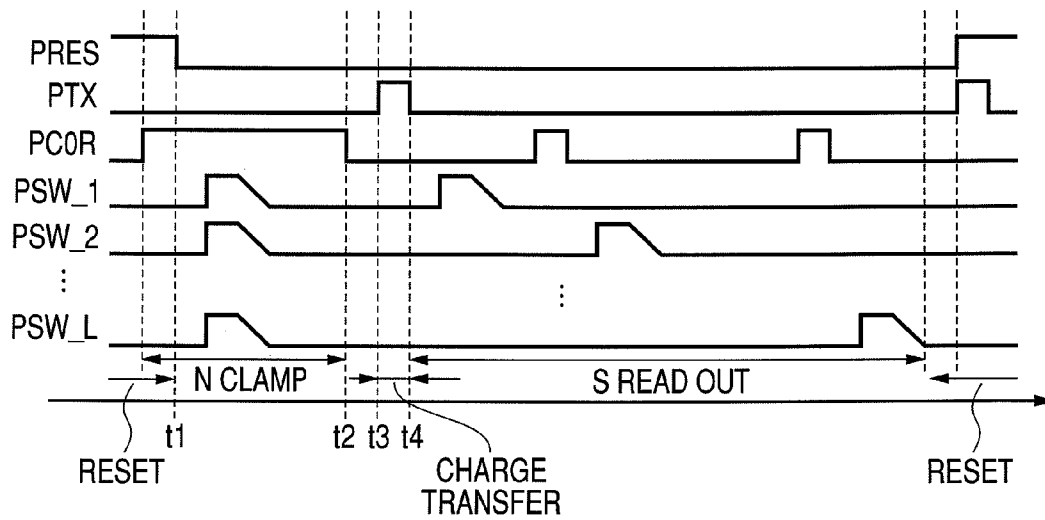 PRES
PTX
PC0R
PSW_1
PSW_2
⋮
⋮
PSW_L
N CLAMP
S READ OUT
t1
t2
t3
t4
RESET
CHARGE
TRANSFER
RESET